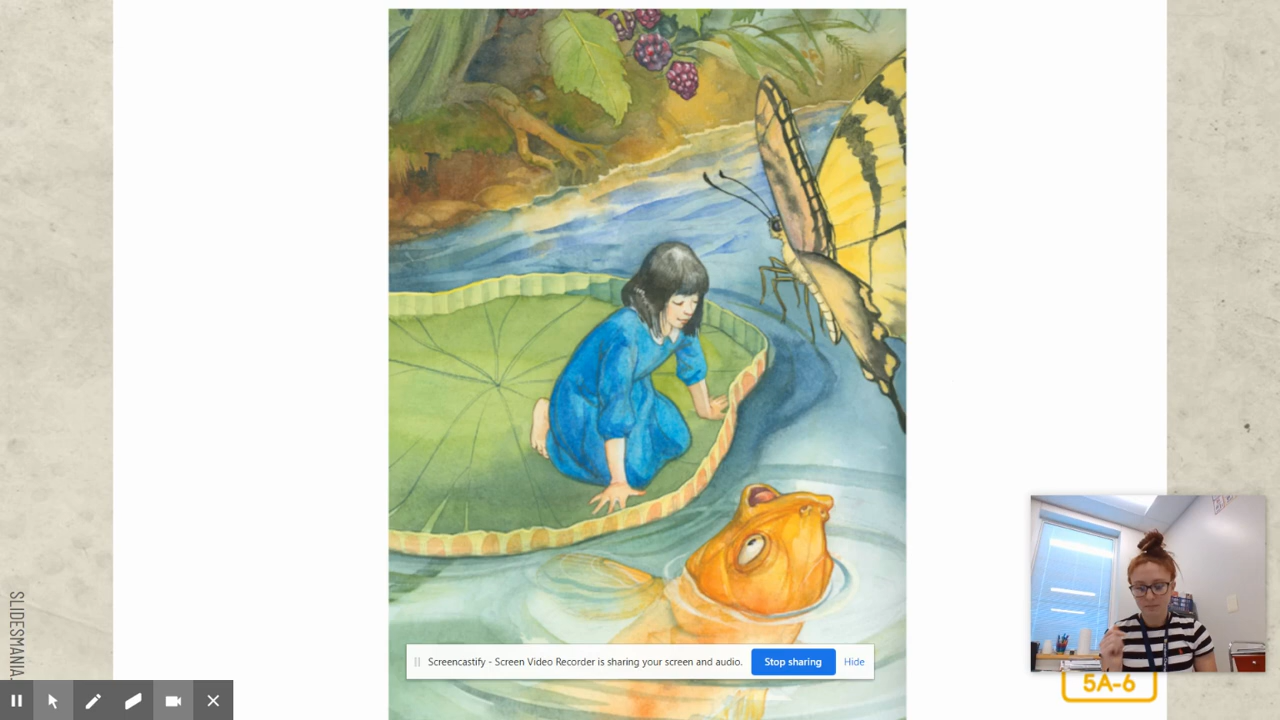 SLIDESMANIA.
Screencastify - Screen Video Recorder is sharing your screen and audio.
Stop sharing
Hide
5A-6